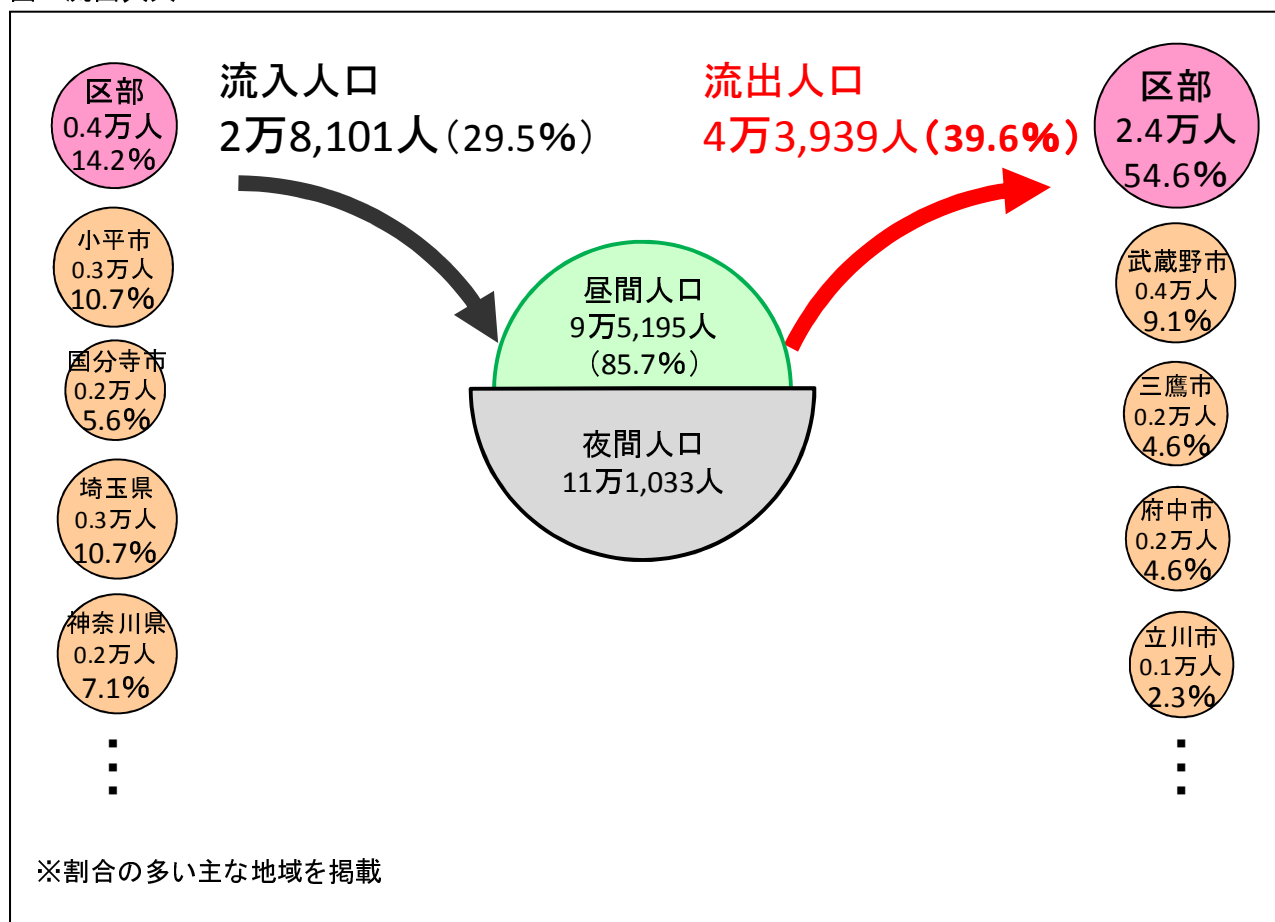 流入人口
2万8,101人(29.5%)
流出人口
4万3,939人(39.6%)
区部
0.4万人
14.2%
小平市
0.3万人
10.7%
国分寺市
0.2万人
5.6%
埼玉県
0.3万人
10.7%
神奈川県
0.2万人
7.1%
昼間人口
9万5,195人
(85.7%)
夜間人口
11万1,033人
区部
2.4万人
54.6%
武蔵野市
0.4万人
9.1%
三鷹市
0.2万人
4.6%
府中市
0.2万人
4.6%
立川市
0.1万人
2.3%
※割合の多い主な地域を掲載